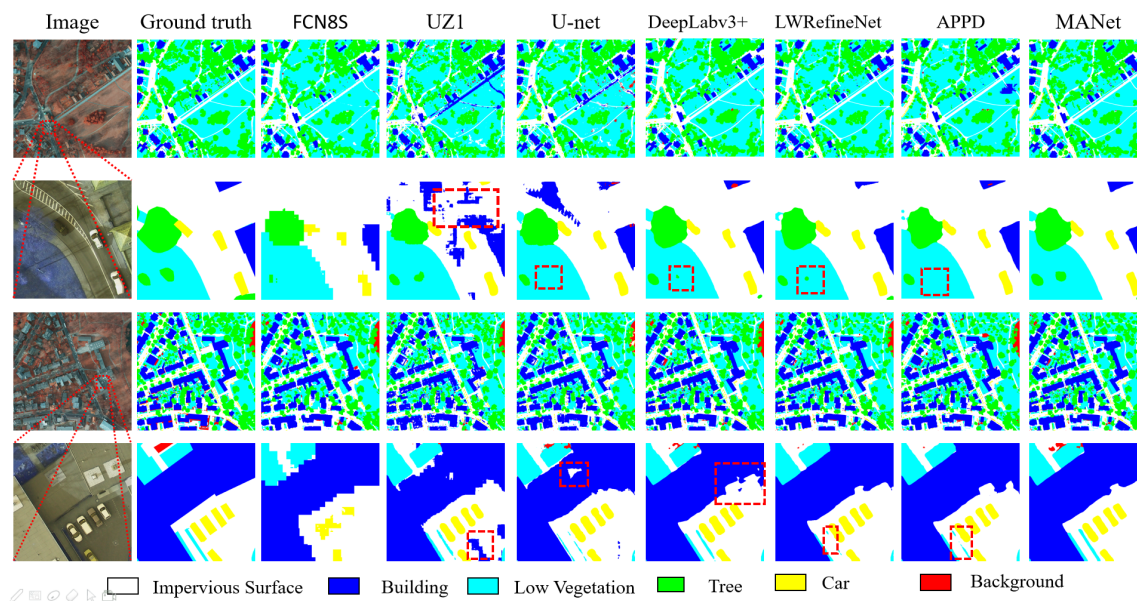 Image Ground truth FCN8S UZ1 U-net DeepLabv3+ LWRefineNet APPD MANet
Impervious Surface Building Low Vegetation Tree Car Background